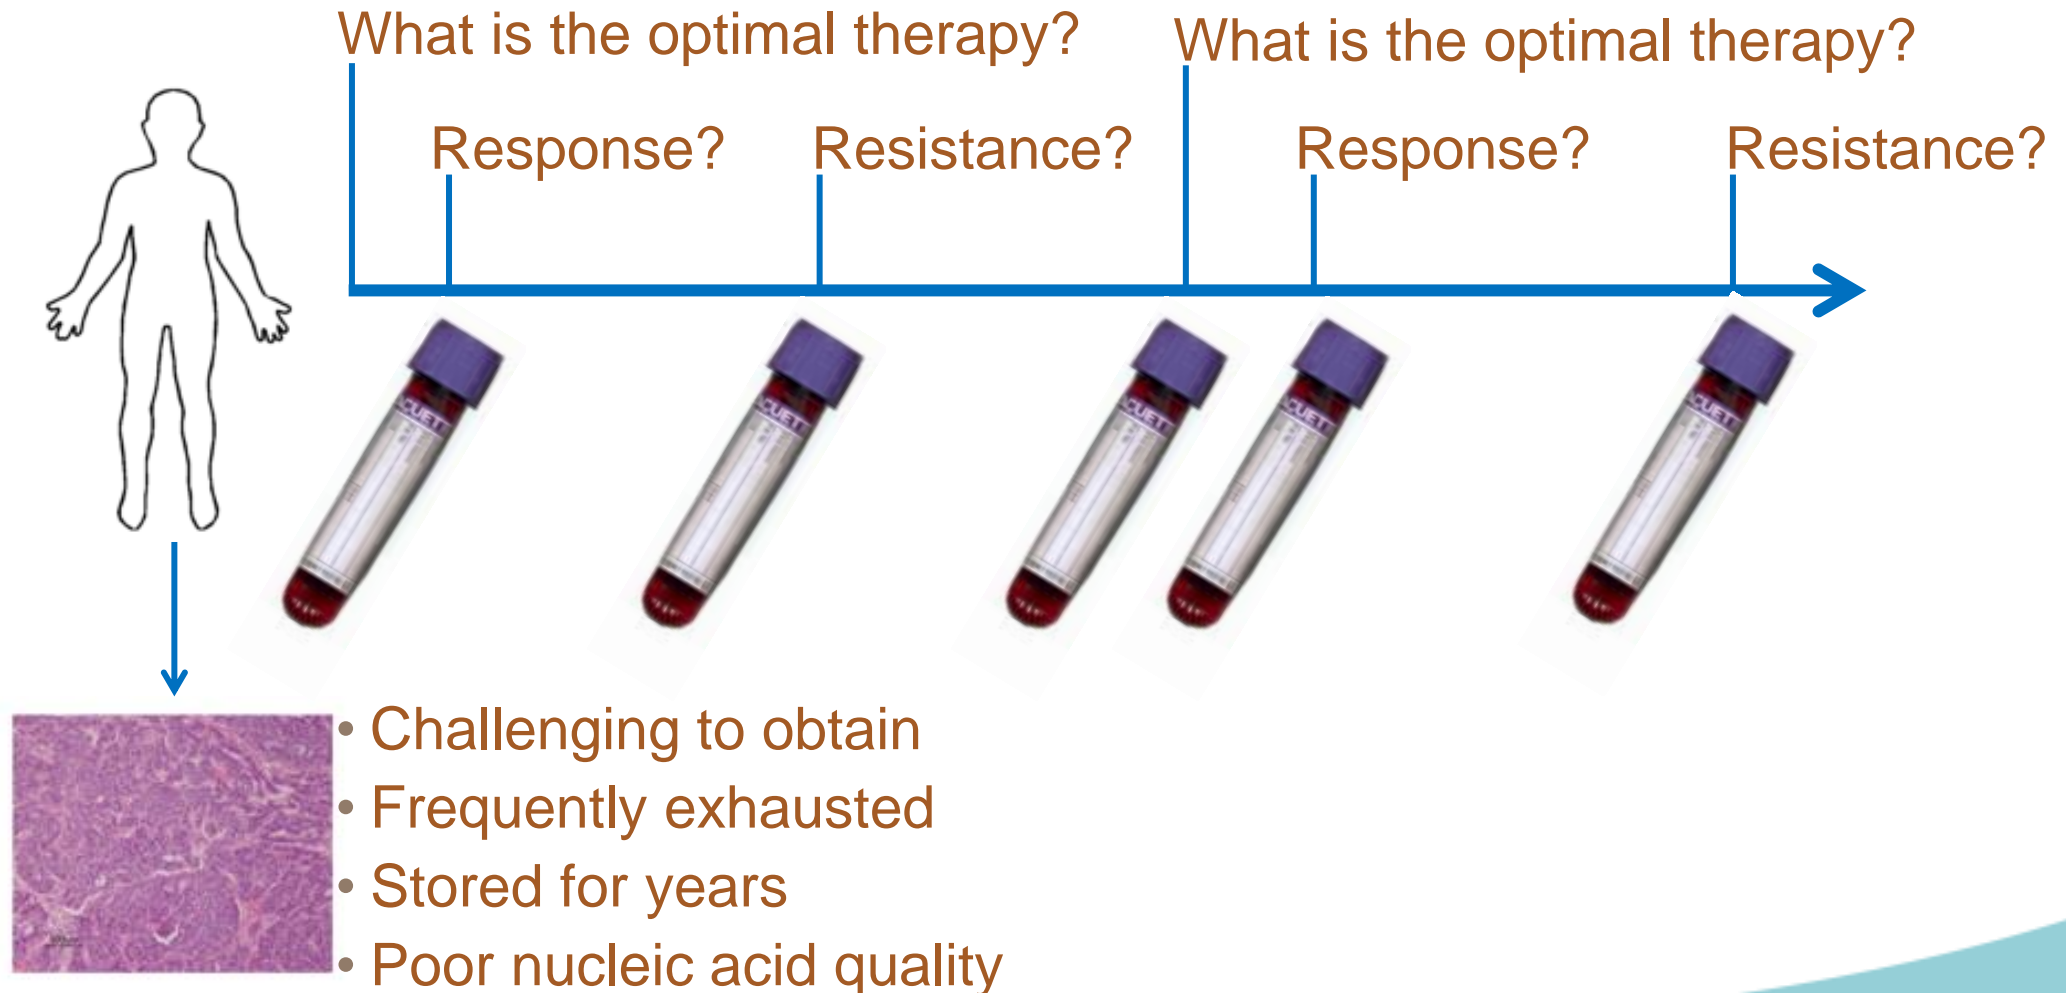 What is the optimal therapy?
What is the optimal therapy?
Response?
Resistance?
Response?
Resistance?
• Challenging to obtain
• Frequently exhausted
• Stored for years
• Poor nucleic acid quality